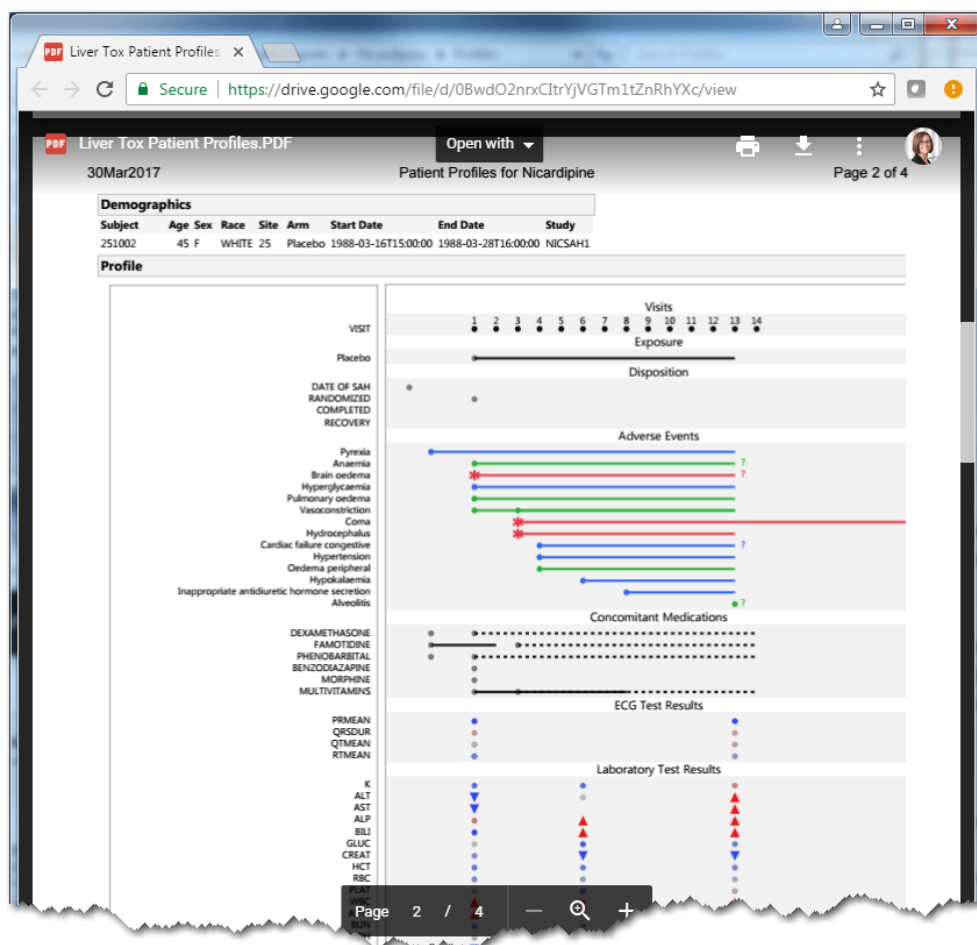 PDF Liver Tox Patient Profiles.
Secure https://drive.google.com/file/d/0BwdO2nrxCItrYjVGTm1tZnRhYXc/view
PDF Liver Tox Patient Profiles.PDF Open with
30Mar2017 Patient Profiles for Nicardipine Page 2 of 4
Demographics
Subject Age Sex Race Site Arm Start Date End Date Study
251002 45 F WHITE 25 Placebo 1988-03-16T15:00:00 1988-03-28T16:00:00 NICSAH1
Profile
Visits
VISIT 1 2 3 4 5 6 7 8 9 10 11 12 13 14
Exposure
Placebo
Disposition
DATE OF SAH
RANDOMIZED
COMPLETED
RECOVERY
Adverse Events
Pyrexia
Anaemia ?
Brain oedema ?
Hyperglycaemia
Pulmonary oedema
Vasoconstriction
Coma
Hydrocephalus
Cardiac failure congestive ?
Hypertension
Oedema peripheral
Hypokalaemia
Inappropriate antidiuretic hormone secretion
Alveolitis ?
Concomitant Medications
DEXAMETHASONE
FAMOTIDINE
PHENOBARBITAL
BENZODIAZAPINE
MORPHINE
MULTIVITAMINS
ECG Test Results
PRMEAN
QRSDUR
QTMEAN
RTMEAN
Laboratory Test Results
K
ALT
AST
ALP
BILI
GLUC
CREAT
HCT
RBC
PLAT
WBC
BUN
Page 2 / 4